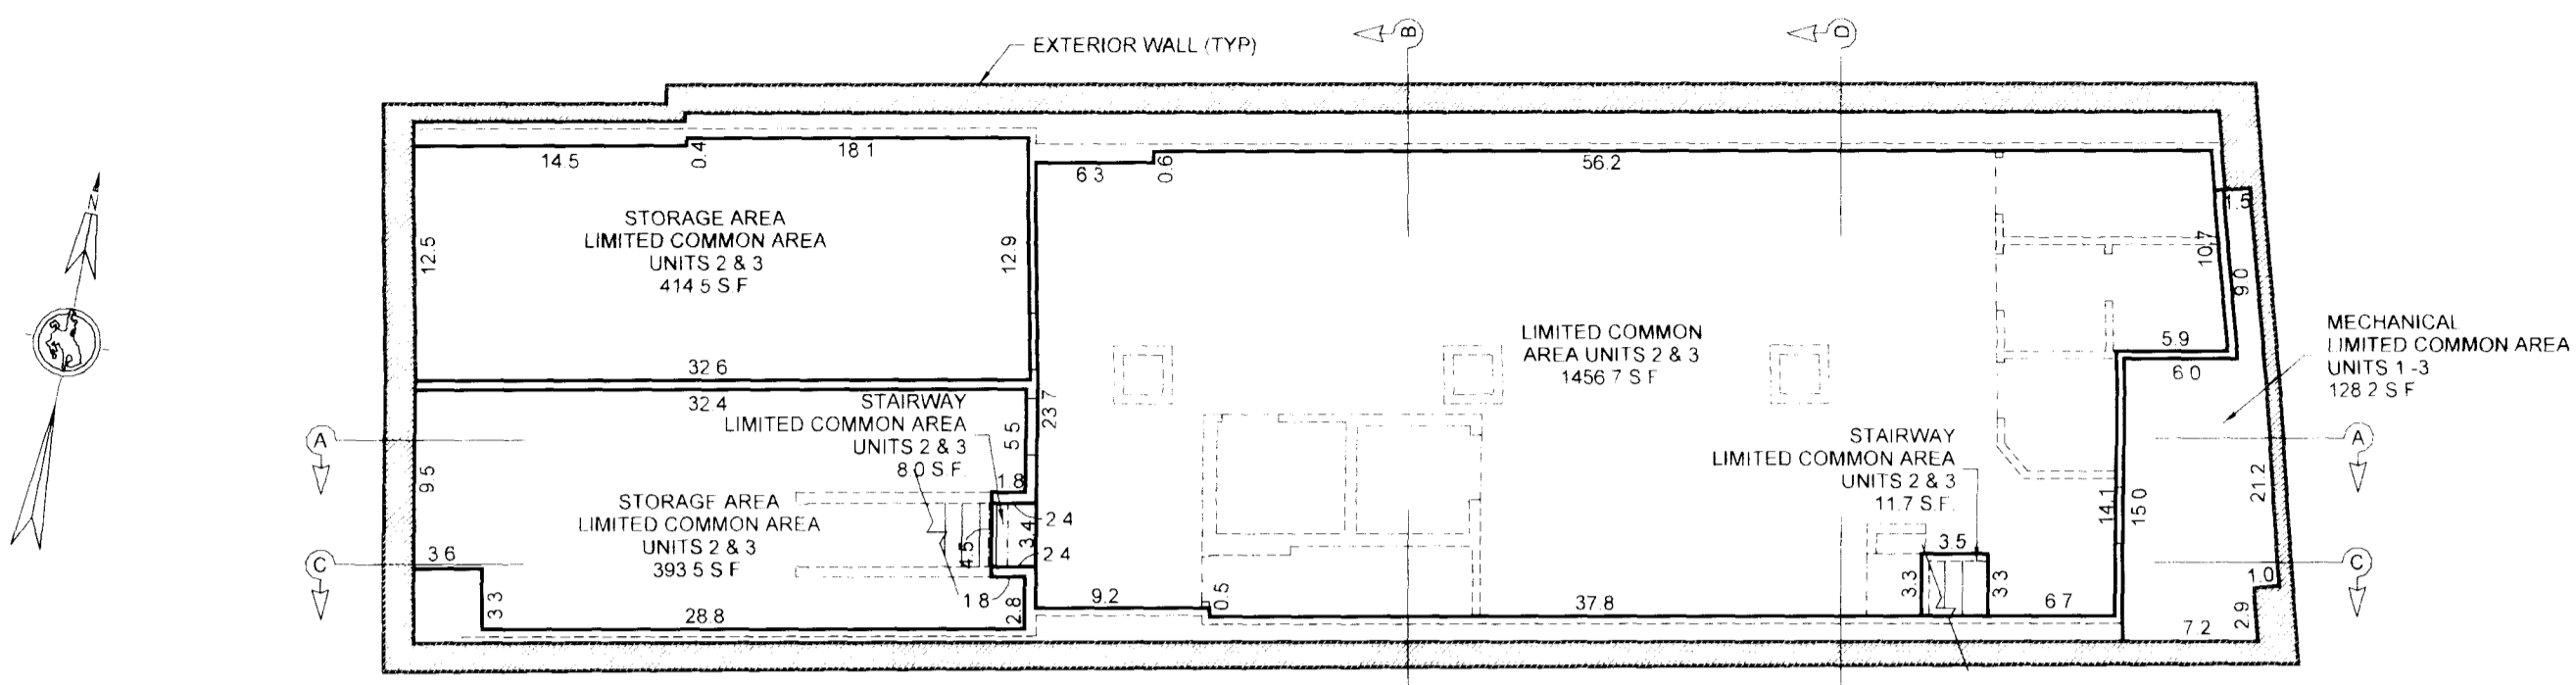 B
D
EXTERIOR WALL (TYP)
14.5
0.4
18.1
6.3
0.6
56.2
N
12.5
STORAGE AREA
LIMITED COMMON AREA
UNITS 2 & 3
414.5 S.F
12.9
1.5
10.7
9.0
LIMITED COMMON
AREA UNITS 2 & 3
1456.7 S.F
MECHANICAL
LIMITED COMMON AREA
UNITS 1 -3
128.2 S.F
5.9
6.0
32.6
32.4
STAIRWAY
LIMITED COMMON AREA
UNITS 2 & 3
8.0 S.F.
5.5
23.7
A
STAIRWAY
LIMITED COMMON AREA
UNITS 2 & 3
11.7 S.F.
A
9.5
1.8
STORAGE AREA
LIMITED COMMON AREA
UNITS 2 & 3
393.5 S.F
2.4
3.4
4.5
2.4
14.1
15.0
21.2
C
3.6
3.5
C
3.3
1.8
2.8
9.2
0.5
37.8
3.3
3.3
6.7
1.0
2.9
28.8
7.2